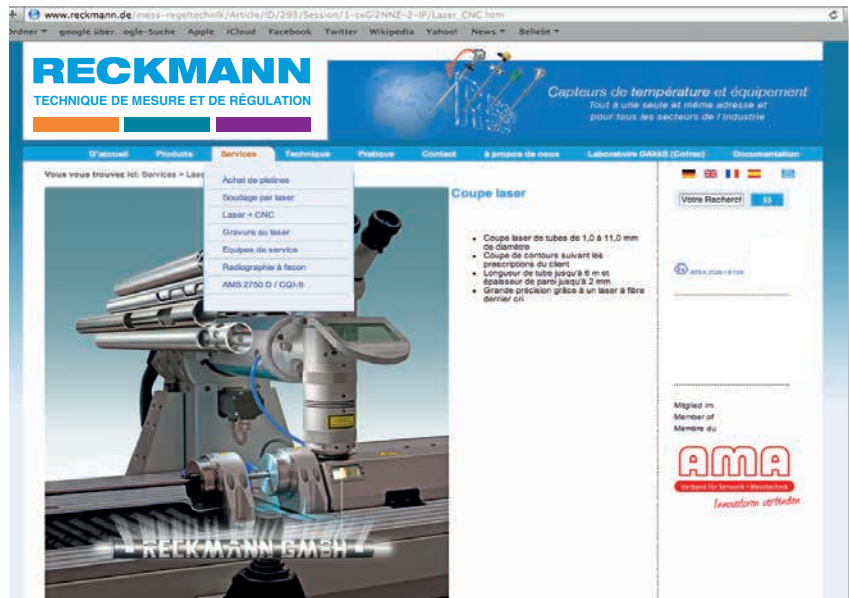 www.reckmann.de/mess-regeltechnik/Article/ID/293/Session/1-txGi2NNZ-2-IP/Laser_CNC.htm
Ordner google über...ogle-Suche Apple iCloud Facebook Twitter Wikipedia Yahoo! News Beliebt
RECKMANN
TECHNIQUE DE MESURE ET DE RÉGULATION
Capteurs de température et équipement
Tout à une seule et même adresse et
pour tous les secteurs de l'industrie
D'accueil Produits Services Technique Pratique Contact à propos de nous Laboratoire DAkkS (Cofrac) Documentation
Vous vous trouvez ici: Services > Lase
Achat de platines
Soudage par laser
Laser + CNC
Gravure au laser
Equipes de service
Radiographie à facon
AMS 2750 D / CQI-9
Coupe laser
Coupe laser de tubes de 1,0 à 11,0 mm
de diamètre
Coupe de contours suivant les
prescriptions du client
Longueur de tube jusqu'à 6 m et
épaisseur de paroi jusqu'à 2 mm
Grande précision grâce à un laser à fibre
dernier cri
Votre Recherch >>
Mitglied im
Member of
Membre du
AMA
Verband für Sensorik + Messtechnik
Innovatoren verbinden
RECKMANN GMBH